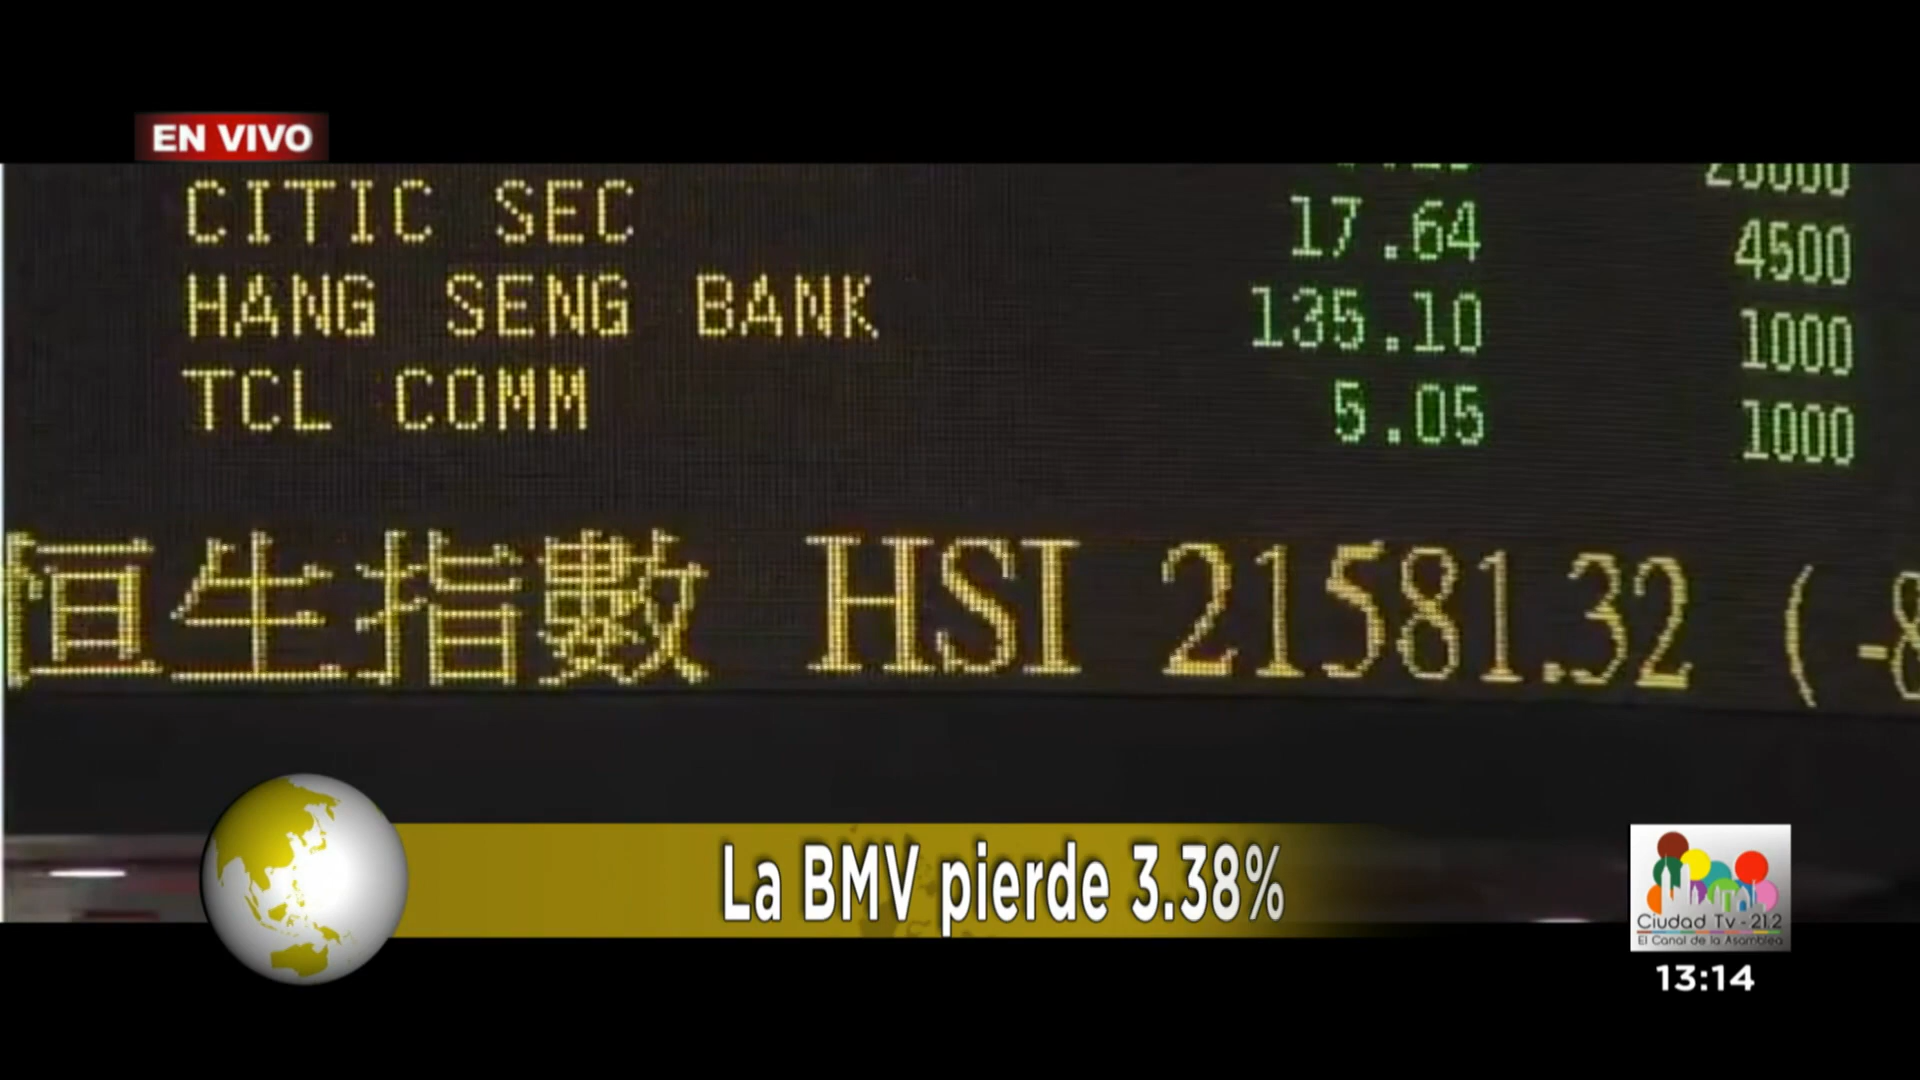 EN VIVO
CITIC SEC 17.64 4500
HANG SENG BANK 135.10 1000
TCL COMM 5.05 1000
恒生指數 HSI 21581.32 ( -8
La BMV pierde 3.38%
Ciudad Tv - 21.2
El Canal de la Asamblea
13:14